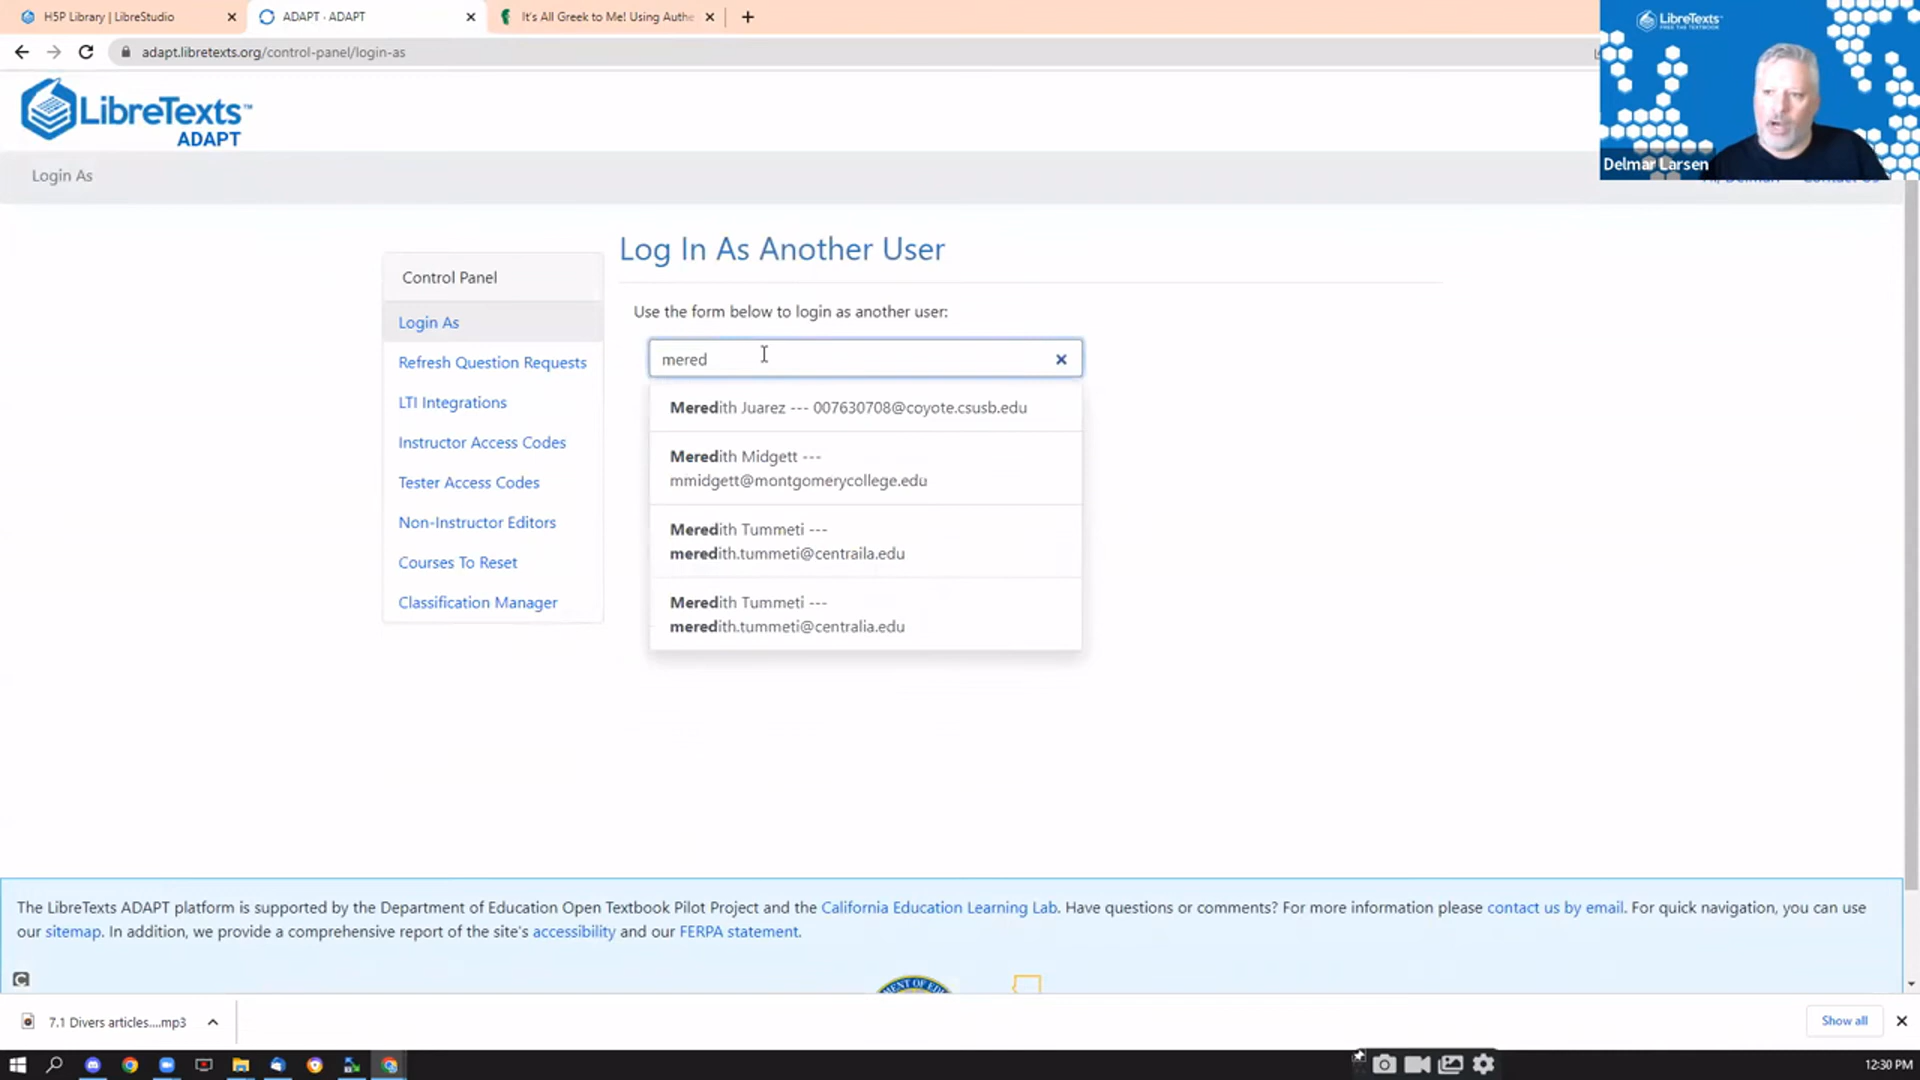 H5P Library | LibreStudio
ADAPT · ADAPT
It's All Greek to Me! Using Authe
adapt.libretexts.org/control-panel/login-as
LibreTexts™
FREE THE TEXTBOOK
LibreTexts™
ADAPT
Delmar Larsen
Login As
Log In As Another User
Control Panel
Login As
Refresh Question Requests
LTI Integrations
Instructor Access Codes
Tester Access Codes
Non-Instructor Editors
Courses To Reset
Classification Manager
Use the form below to login as another user:
mered
Meredith Juarez --- 007630708@coyote.csusb.edu
Meredith Midgett ---
mmidgett@montgomerycollege.edu
Meredith Tummeti ---
meredith.tummeti@centraila.edu
Meredith Tummeti ---
meredith.tummeti@centralia.edu
The LibreTexts ADAPT platform is supported by the Department of Education Open Textbook Pilot Project and the California Education Learning Lab. Have questions or comments? For more information please contact us by email. For quick navigation, you can use
our sitemap. In addition, we provide a comprehensive report of the site's accessibility and our FERPA statement.
7.1 Divers articles....mp3
Show all
12:30 PM